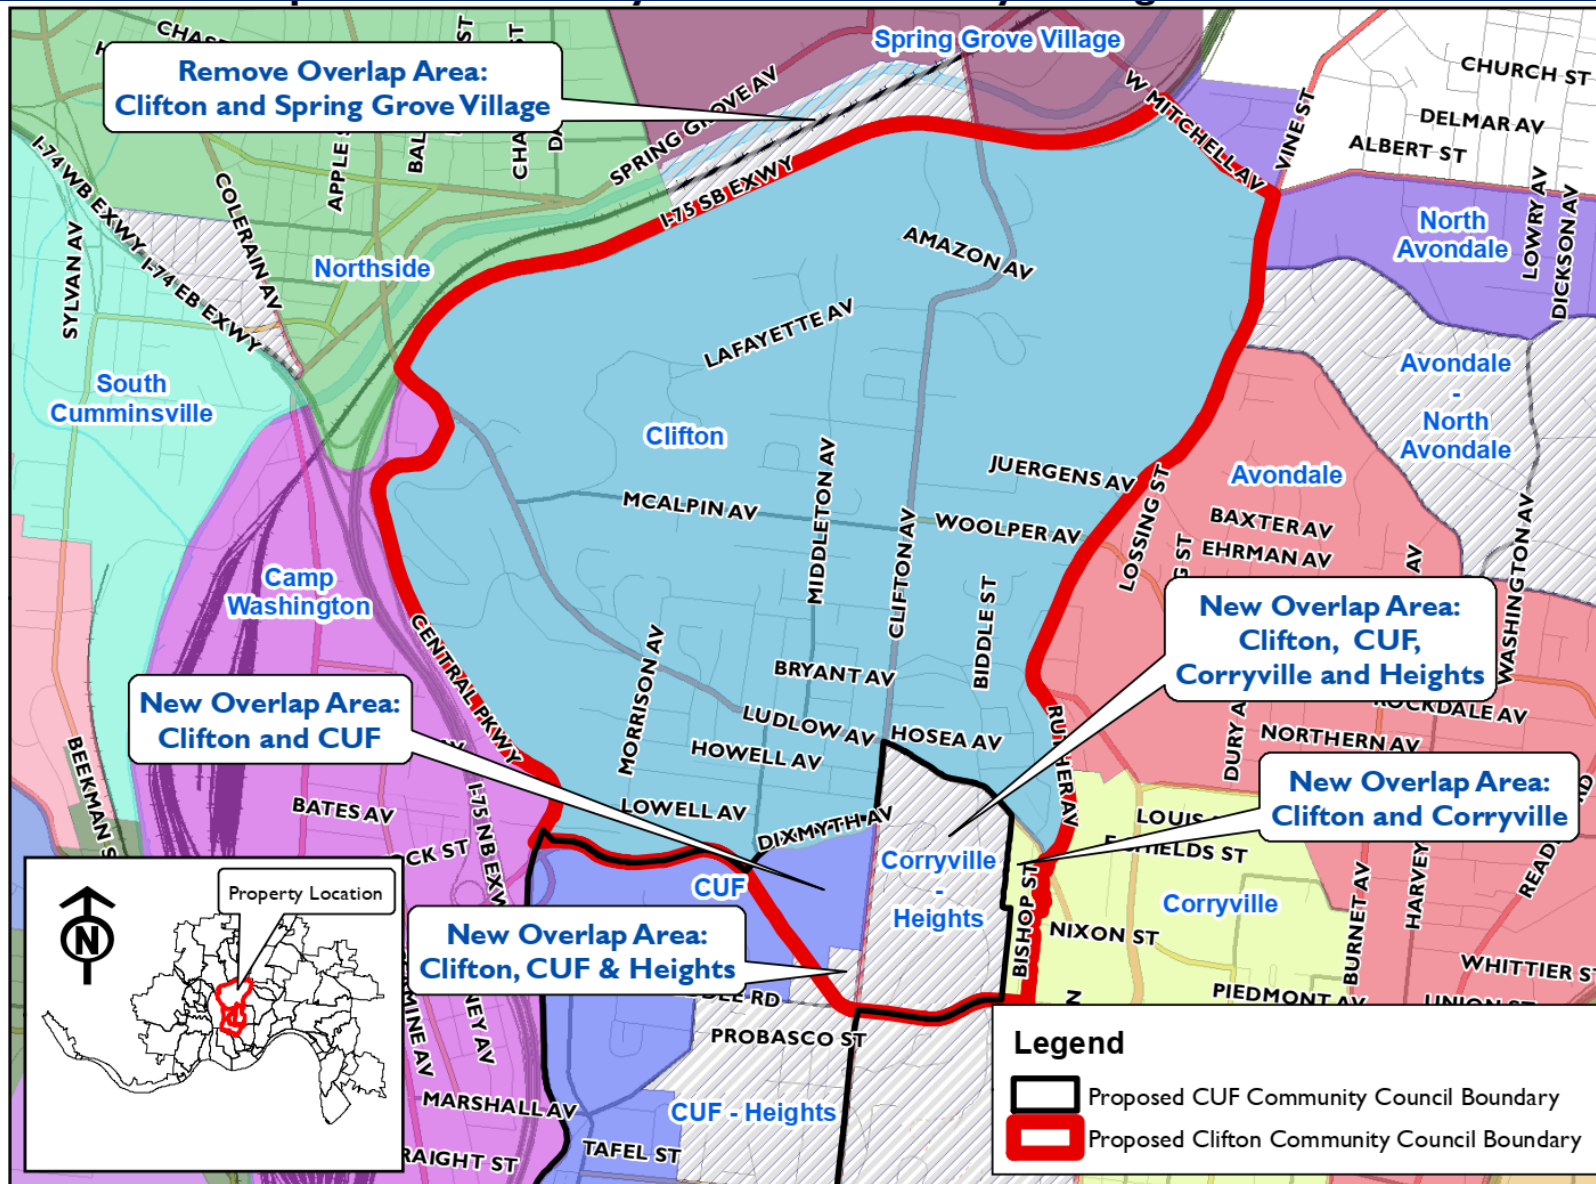 Spring Grove Village
CHURCH ST
DELMAR AV
ALBERT ST
Remove Overlap Area:
Clifton and Spring Grove Village
SPRING GROVE AV
W MITCHELL AV
VINE ST
I-74 WB EXWY
COLERAIN AV
I-75 SB EXWY
SYLVAN AV
I-74 EB EXWY
Northside
AMAZON AV
North
Avondale
LOWRY AV
DICKSON AV
LAFAYETTE AV
South
Cumminsville
Clifton
Avondale
-
North
Avondale
MIDDLETON AV
JUERGENS AV
Avondale
MCALPIN AV
CLIFTON AV
WOOLPER AV
LOSSING ST
BAXTER AV
EHRMAN AV
WASHINGTON AV
Camp
Washington
BIDDLE ST
New Overlap Area:
Clifton, CUF,
Corryville and Heights
CENTRAL PKWY
MORRISON AV
BRYANT AV
New Overlap Area:
Clifton and CUF
LUDLOW AV
HOSEA AV
HOWELL AV
ROCKDALE AV
NORTHERN AV
BEEKMAN S
BATES AV
I-75 NB EXW
LOWELL AV
DIXMYTH AV
New Overlap Area:
Clifton and Corryville
Corryville
-
Heights
CUF
BISHOP ST
Corryville
BURNET AV
HARVEY
Property Location
N
New Overlap Area:
Clifton, CUF & Heights
NIXON ST
WHITTIER ST
PIEDMONT AV
PROBASCO ST
CUF - Heights
MARSHALL AV
TAFEL ST
Legend
Proposed CUF Community Council Boundary
Proposed Clifton Community Council Boundary